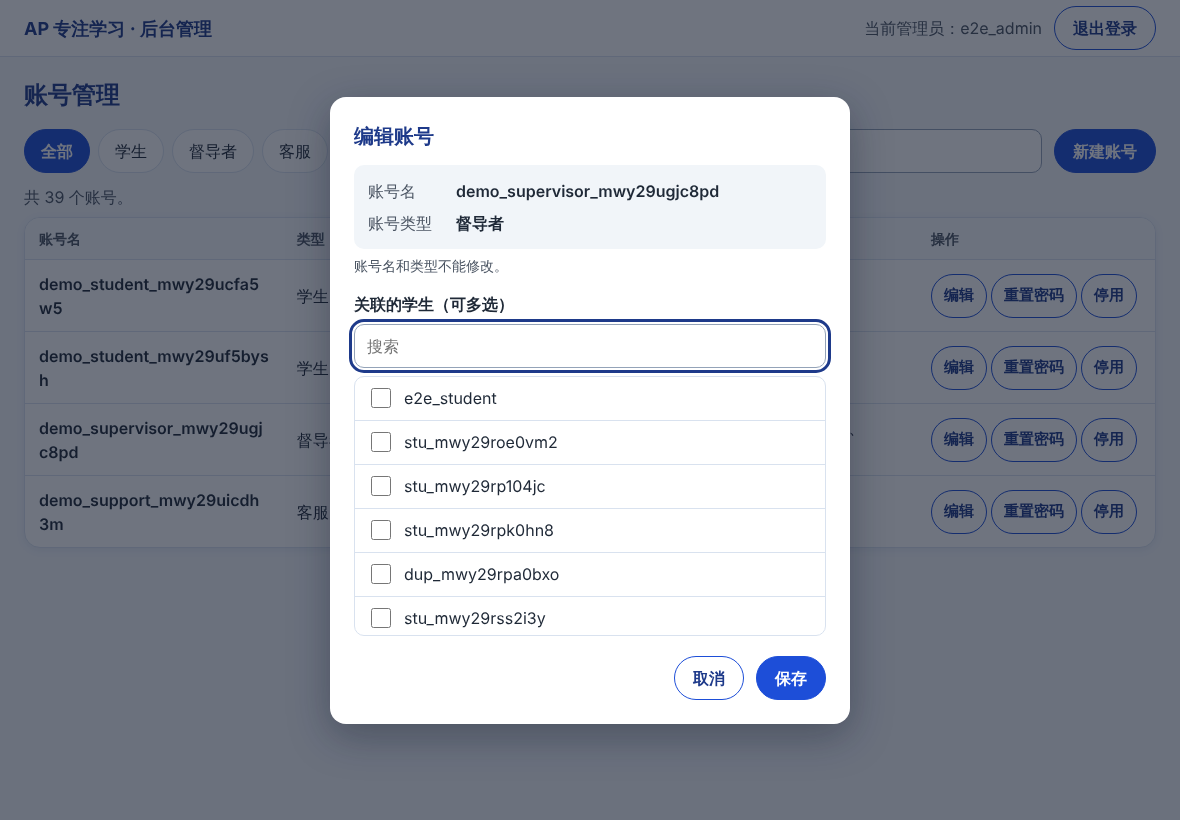 AP 专注学习 · 后台管理
当前管理员：e2e_admin
退出登录
账号管理
全部
学生
督导者
客服
新建账号
共 39 个账号。
账号名
类型
操作
demo_student_mwy29ucfa5
w5
学生
编辑
重置密码
停用
demo_student_mwy29uf5bys
h
学生
编辑
重置密码
停用
demo_supervisor_mwy29ugj
c8pd
督导
、
编辑
重置密码
停用
demo_support_mwy29uicdh
3m
客服
编辑
重置密码
停用
编辑账号
账号名
demo_supervisor_mwy29ugjc8pd
账号类型
督导者
账号名和类型不能修改。
关联的学生（可多选）
搜索
e2e_student
stu_mwy29roe0vm2
stu_mwy29rp104jc
stu_mwy29rpk0hn8
dup_mwy29rpa0bxo
stu_mwy29rss2i3y
取消
保存